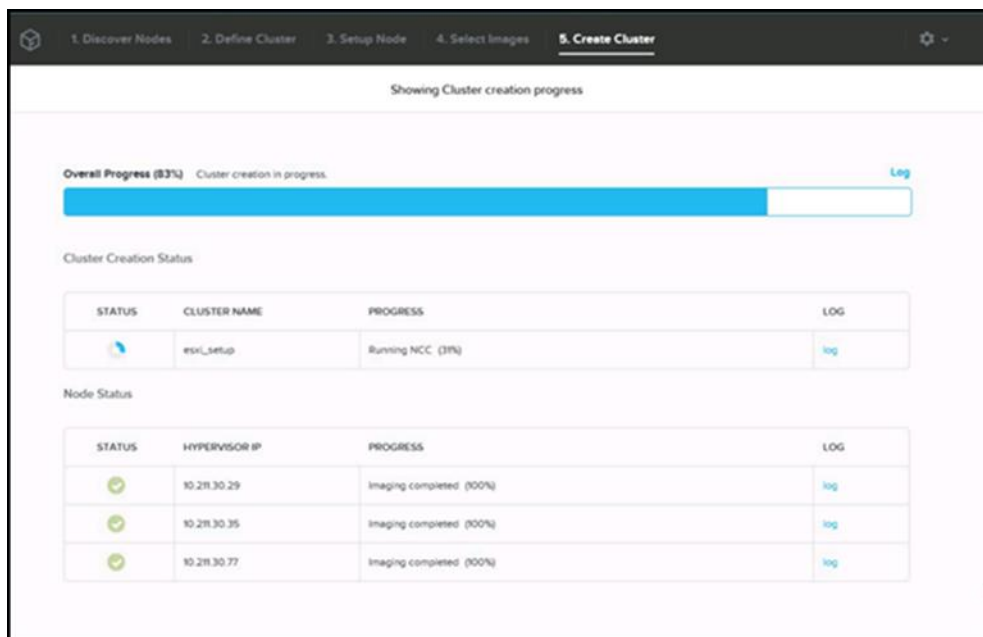 1. Discover Nodes 2. Define Cluster 3. Setup Node 4. Select Images 5. Create Cluster
Showing Cluster creation progress
Overall Progress (83%) Cluster creation in progress. Log
Cluster Creation Status
STATUS CLUSTER NAME PROGRESS LOG
esxi_setup Running NCC (31%) log
Node Status
STATUS HYPERVISOR IP PROGRESS LOG
10.211.30.29 Imaging completed (100%) log
10.211.30.35 Imaging completed (100%) log
10.211.30.77 Imaging completed (100%) log